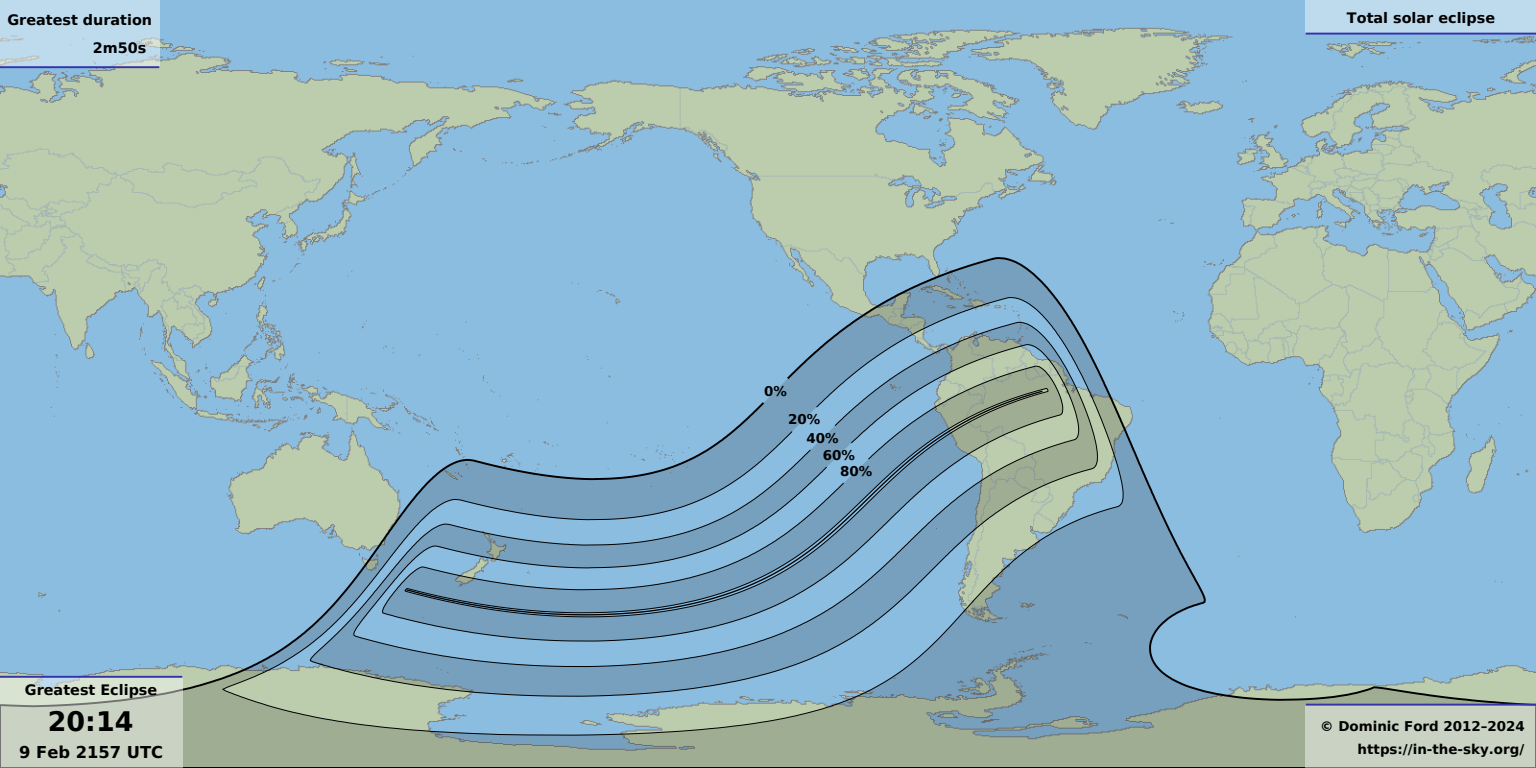 Greatest duration
2m50s
Total solar eclipse
0%
20%
40%
60%
80%
Greatest Eclipse
20:14
9 Feb 2157 UTC
© Dominic Ford 2012–2024
https://in-the-sky.org/